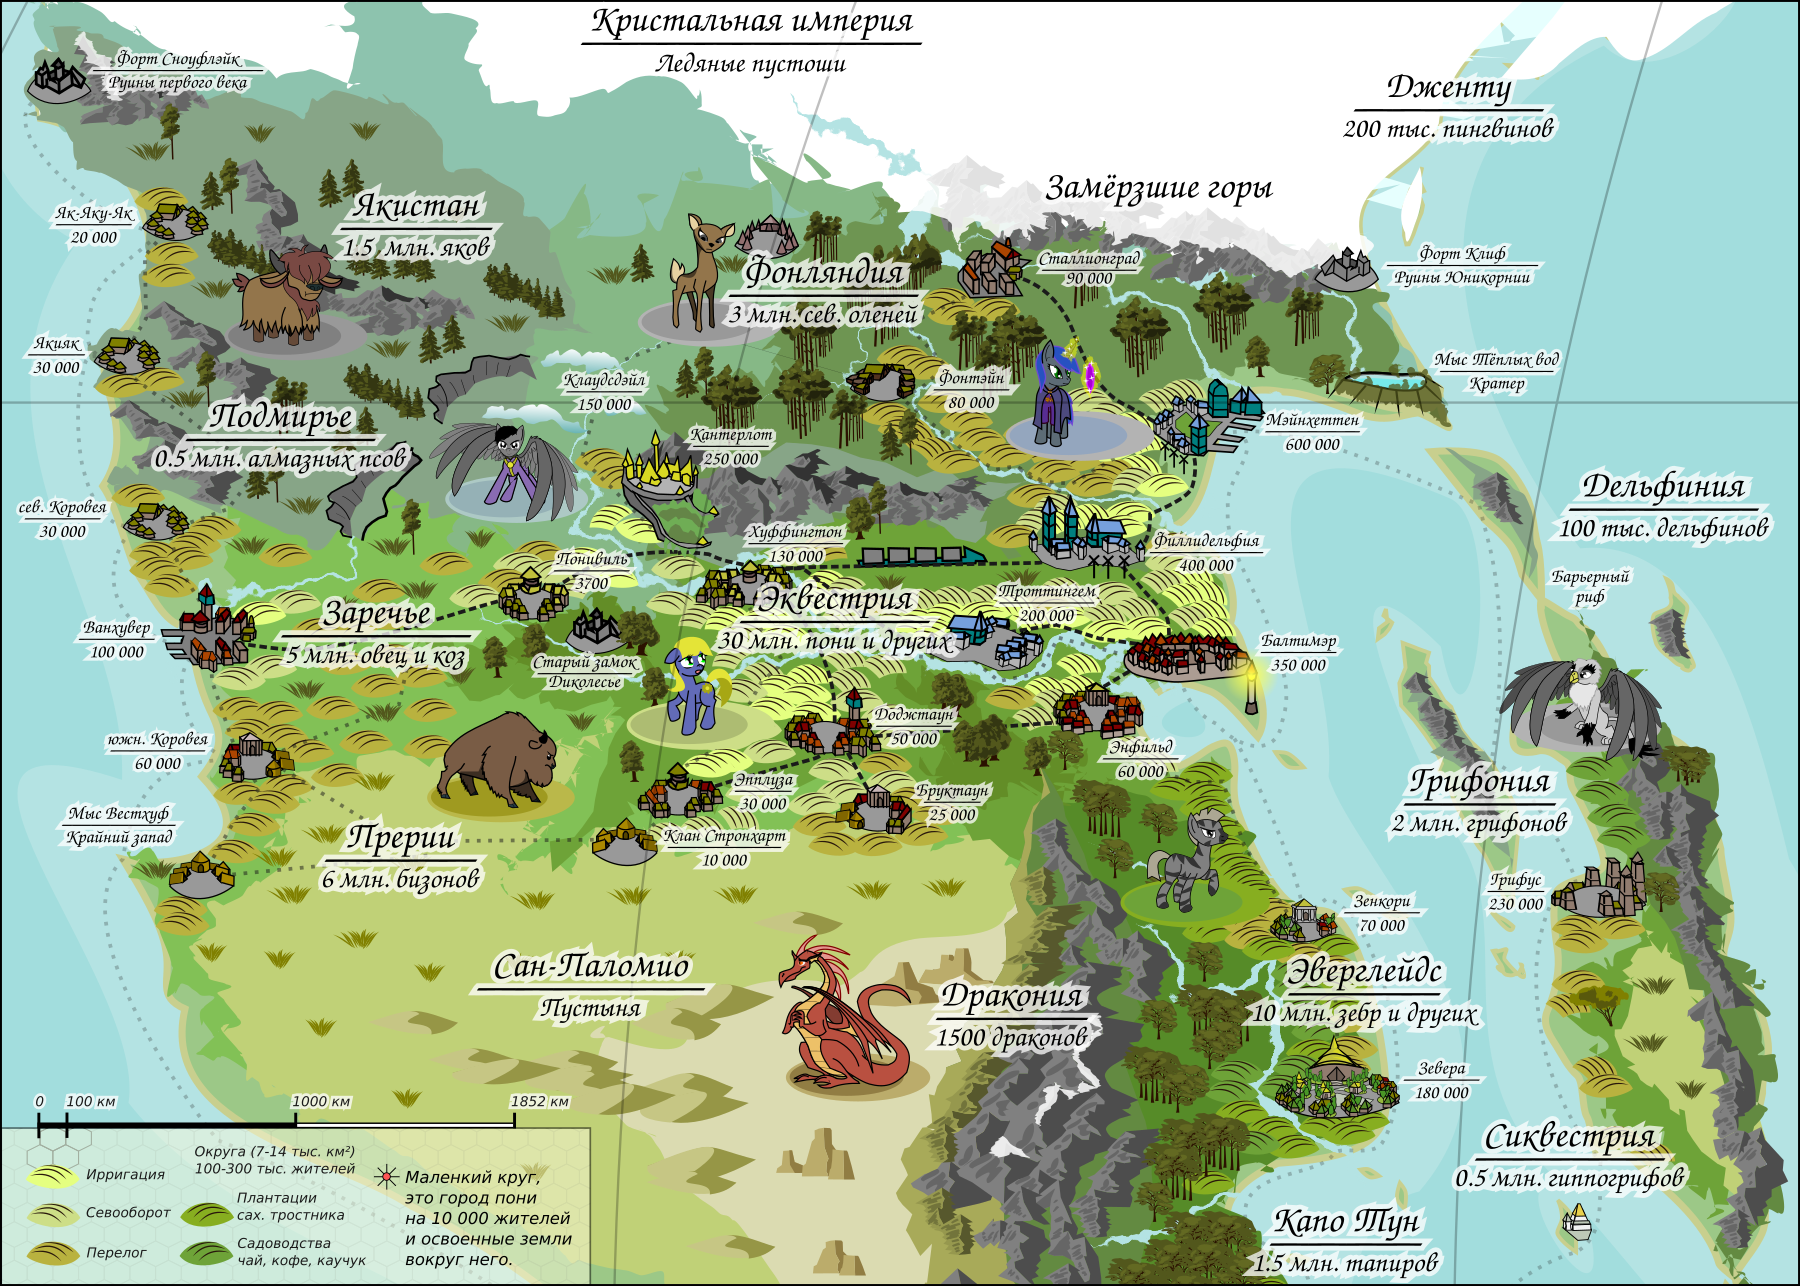 Кристальная империя
Ледяные пустоши
Форт Сноуфлэйк
Руины первого века
Дженту
200 тыс. пингвинов
Замёрзшие горы
Як-Яку-Як
20 000
Якистан
1.5 млн. яков
Фонляндия
3 млн. сев. оленей
Сталлионград
90 000
Форт Клиф
Руины Юникорнии
Якияк
30 000
Клаудсдэйл
150 000
Фонтэйн
80 000
Мыс Тёплых вод
Кратер
Подмирье
0.5 млн. алмазных псов
Кантерлот
250 000
Мэйнхеттен
600 000
Дельфиния
100 тыс. дельфинов
сев. Коровея
30 000
Хуффингтон
130 000
Филлидельфия
400 000
Понивиль
3700
Барьерный
риф
Заречье
5 млн. овец и коз
Эквестрия
30 млн. пони и других
Троттингем
200 000
Ванхувер
100 000
Старый замок
Диколесье
Балтимэр
350 000
южн. Коровея
60 000
Доджтаун
50 000
Энфильд
60 000
Эпплуза
30 000
Бруктаун
25 000
Грифония
2 млн. грифонов
Мыс Вестхуф
Крайний запад
Прерии
6 млн. бизонов
Клан Стронхарт
10 000
Грифус
230 000
Зенкори
70 000
Сан-Паломио
Пустыня
Дракония
1500 драконов
Эверглейдс
10 млн. зебр и других
Зевера
180 000
Сиквестрия
0.5 млн. гиппогрифов
Капо Тун
1.5 млн. тапиров
0 100 км 1000 км 1852 км
Округа (7-14 тыс. км²)
100-300 тыс. жителей
Ирригация
Севооборот
Перелог
Плантации
сах. тростника
Садоводства
чай, кофе, каучук
Маленкий круг,
это город пони
на 10 000 жителей
и освоенные земли
вокруг него.